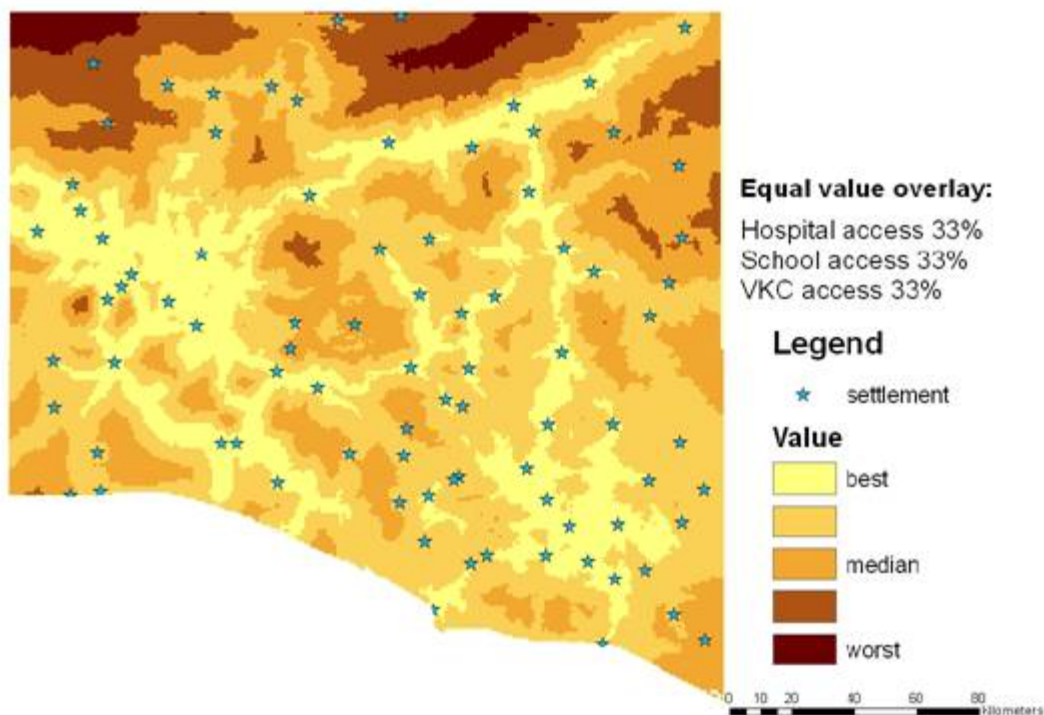 Equal value overlay:
Hospital access 33%
School access 33%
VKC access 33%
Legend
settlement
Value
best
median
worst
0 10 20 40 60 80
Kilometers